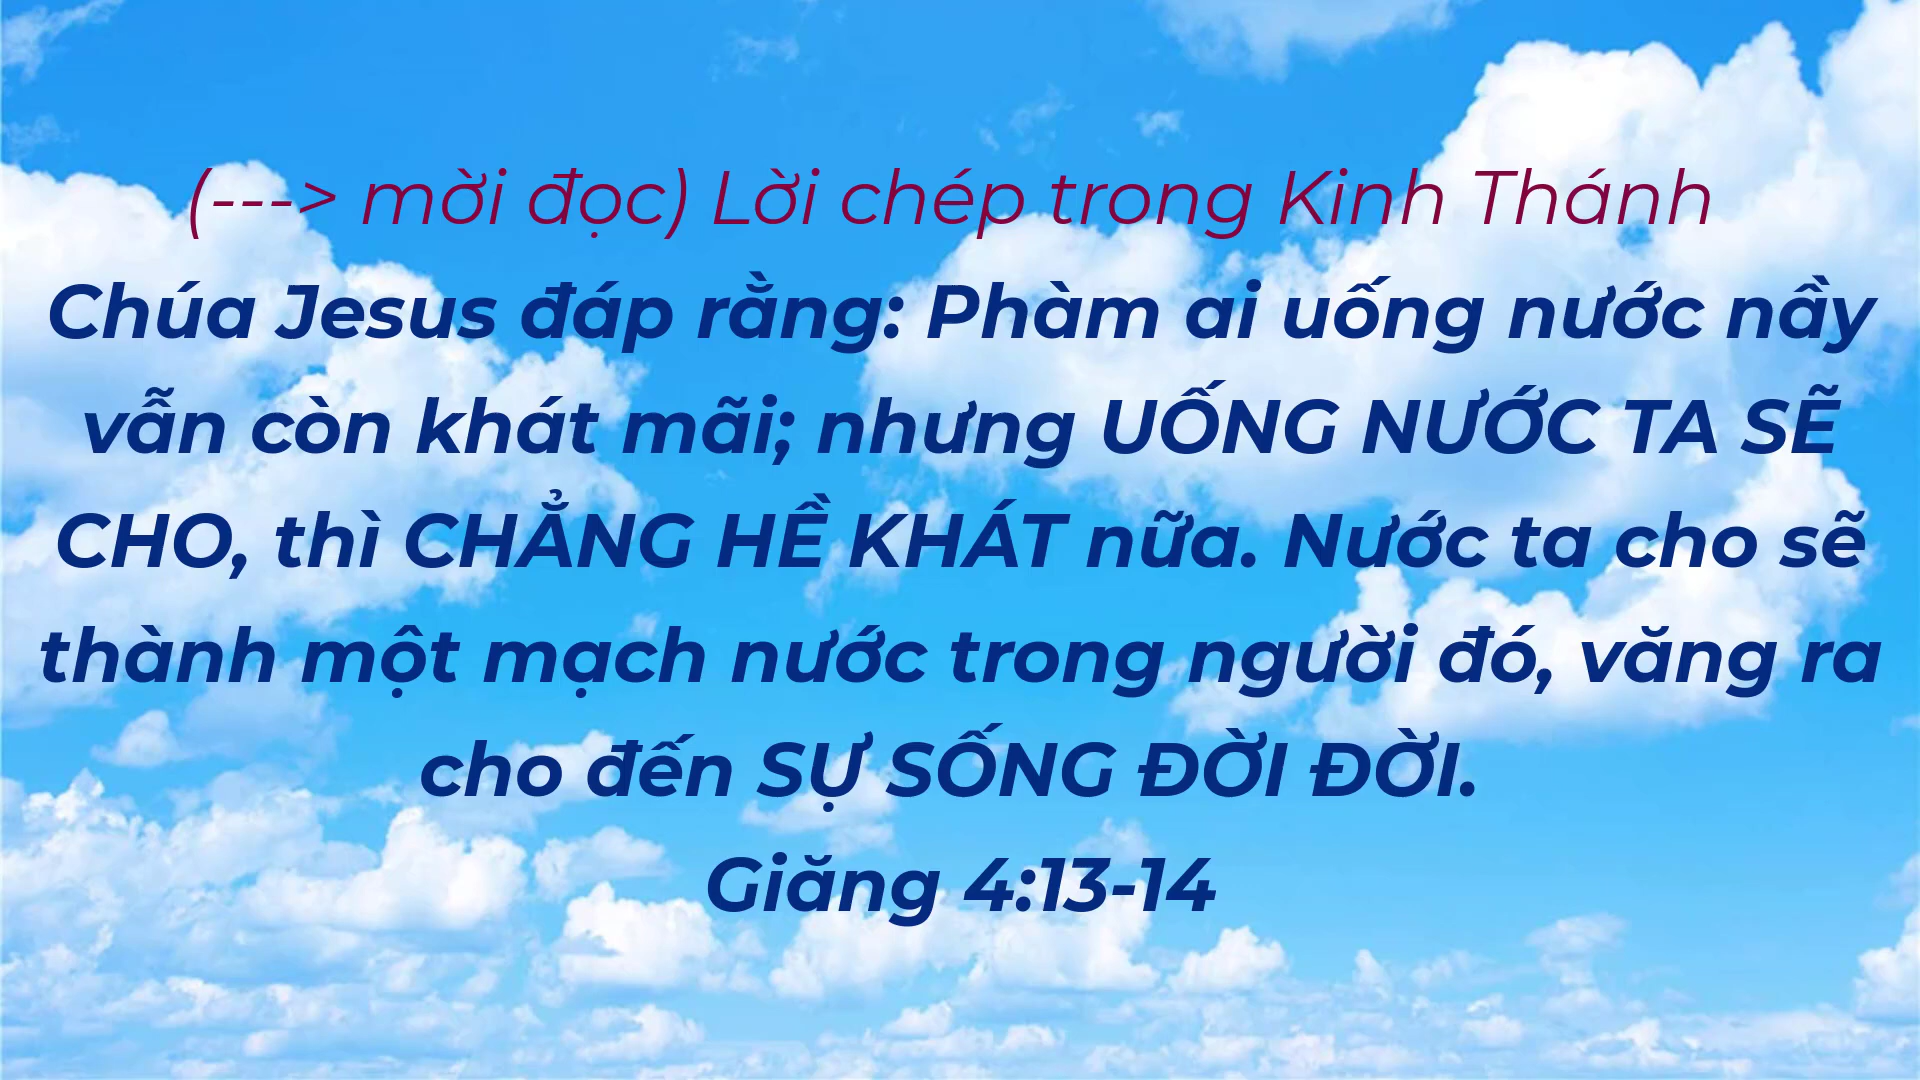 (---> mời đọc) Lời chép trong Kinh Thánh
Chúa Jesus đáp rằng: Phàm ai uống nước nầy
vẫn còn khát mãi; nhưng UỐNG NƯỚC TA SẼ
CHO, thì CHẲNG HỀ KHÁT nữa. Nước ta cho sẽ
thành một mạch nước trong người đó, văng ra
cho đến SỰ SỐNG ĐỜI ĐỜI.
Giăng 4:13-14